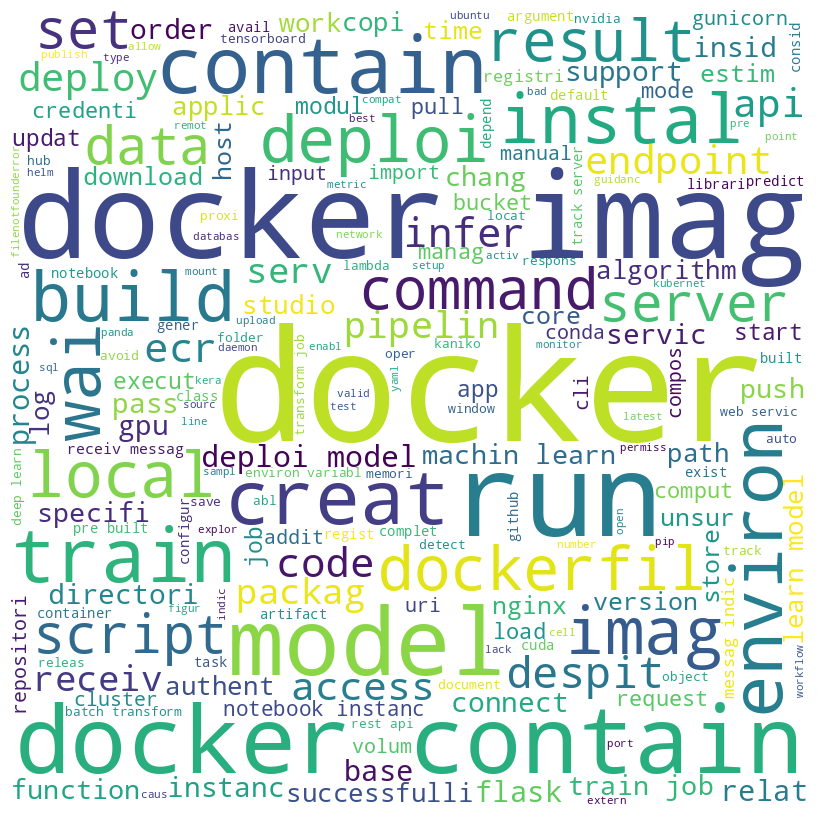 set
order
avail
work
copi
time
ubuntu
argument
nvidia
gunicorn
consid
publish
allow
type
tensorboard
contain
result
insid
registri
support
estim
deploy
credenti
applic
modul
compat
pull
default
mode
api
bad
pre
point
updat
data
remot
host
best
deploi
depend
instal
manual
endpoint
hub
helm
download
input
import
chang
bucket
guidanc
librari
predict
filenotfounderror
metric
locat
track server
docker imag
proxi
databas
network
infer
ad
notebook
mount
serv
lambda
setup
manag
activ
respons
algorithm
kubernet
command
server
build
studio
upload
folder
gener
panda
pipelin
core
conda
servic
start
wai
ecr
avoid
sql
daemon
enabl
oper
kaniko
monitor
built
process
execut
kera
class
transform job
docker
yaml
app
window
cli
compos
push
log
pass
sourc
line
valid
test
latest
web servic
gpu
auto
receiv messag
deploi model
machin learn
permiss
path
exist
environ
deep learn
local
sampl
environ variabl
memori
run
comput
specifi
configur
save
abl
creat
github
open
unsur
pre built
explor
addit
regist
complet
detect
number
pip
track
learn model
train
job
code
dockerfil
store
directori
packag
artifact
uri
nginx
version
repositori
container
figur
indic
script
model
load
cuda
cell
imag
messag indic
releas
task
lack
object
workflow
receiv
authent
access
document
despit
cluster
notebook instanc
connect
request
batch transform
rest api
docker contain
volum
port
base
function
instanc
successfulli
flask
train job
relat
caus
extern